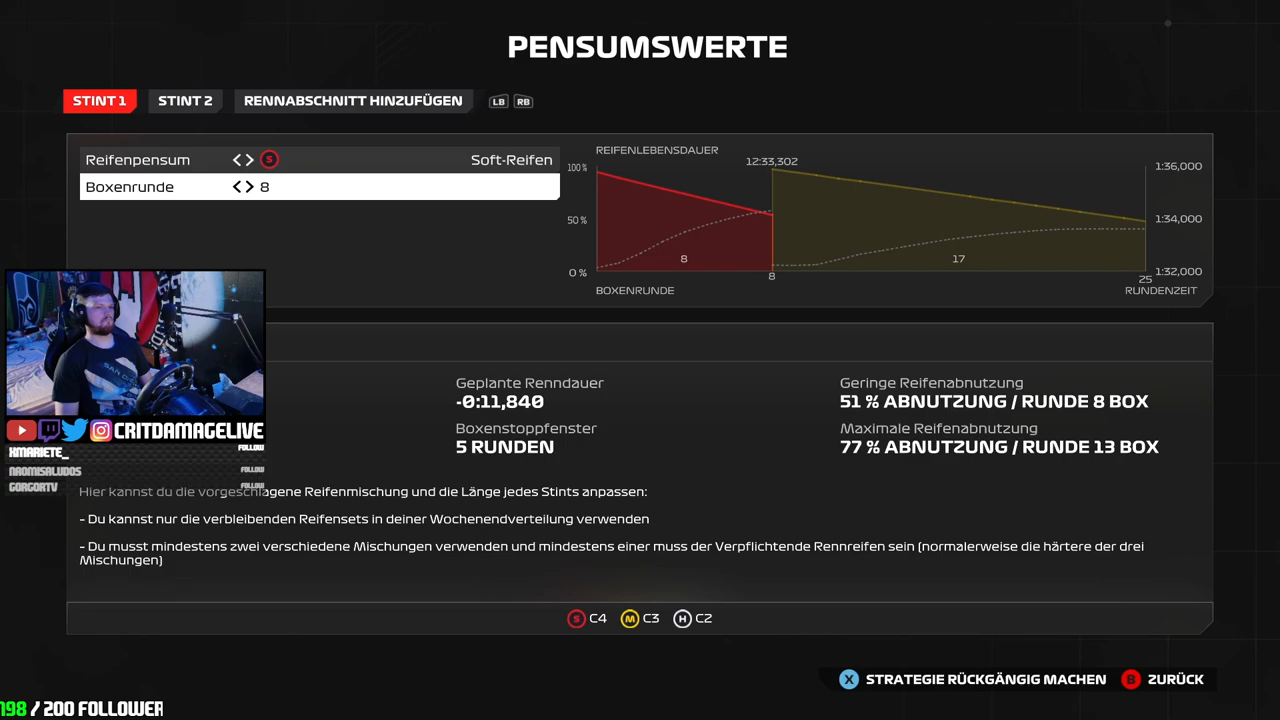 PENSUMSWERTE
STINT 1
STINT 2
RENNABSCHNITT HINZUFÜGEN
LB
RB
Reifenpensum
S
Soft-Reifen
Boxenrunde
8
REIFENLEBENSDAUER
12:33,302
100 %
50 %
0 %
1:36,000
1:34,000
1:32,000
8
17
8
25
BOXENRUNDE
RUNDENZEIT
Geplante Renndauer
-0:11,840
Boxenstoppfenster
5 RUNDEN
Geringe Reifenabnutzung
51 % ABNUTZUNG / RUNDE 8 BOX
Maximale Reifenabnutzung
77 % ABNUTZUNG / RUNDE 13 BOX
SAN DI
CRITDAMAGELIVE
XMARIETE_ FOLLOW
NAOMISALUDOS FOLLOW
GORGORTV FOLLOW
Hier kannst du die vorgeschlagene Reifenmischung und die Länge jedes Stints anpassen:
- Du kannst nur die verbleibenden Reifensets in deiner Wochenendverteilung verwenden
- Du musst mindestens zwei verschiedene Mischungen verwenden und mindestens einer muss der Verpflichtende Rennreifen sein (normalerweise die härtere der drei
Mischungen)
S C4 M C3 H C2
X STRATEGIE RÜCKGÄNGIG MACHEN B ZURÜCK
198 / 200 FOLLOWER